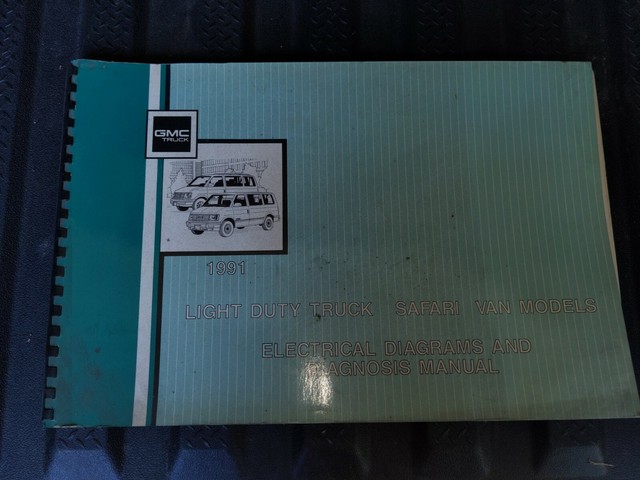 GMC
TRUCK
1991
LIGHT DUTY TRUCK SAFARI VAN MODELS
ELECTRICAL DIAGRAMS AND
DIAGNOSIS MANUAL